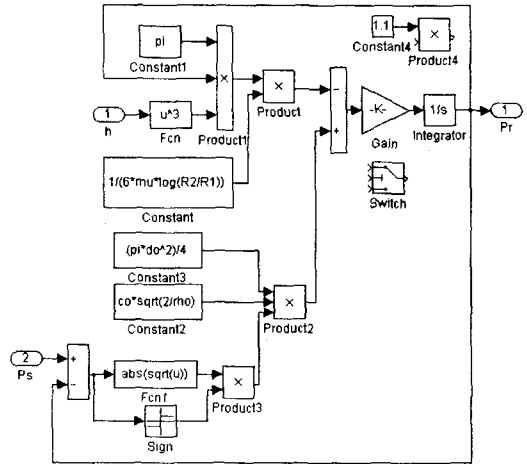 pi
Constant1
1.1
Constant4
×
Product4
1
h
u^3
Fcn
×
Product1
×
Product
−
+
-K-
Gain
1/s
Integrator
1
Pr
1/(6*mu*log(R2/R1))
Constant
Switch
(pi*do^2)/4
Constant3
co*sqrt(2/rho)
Constant2
×
Product2
2
Ps
+
−
abs(sqrt(u))
Fcn1
×
Product3
Sign